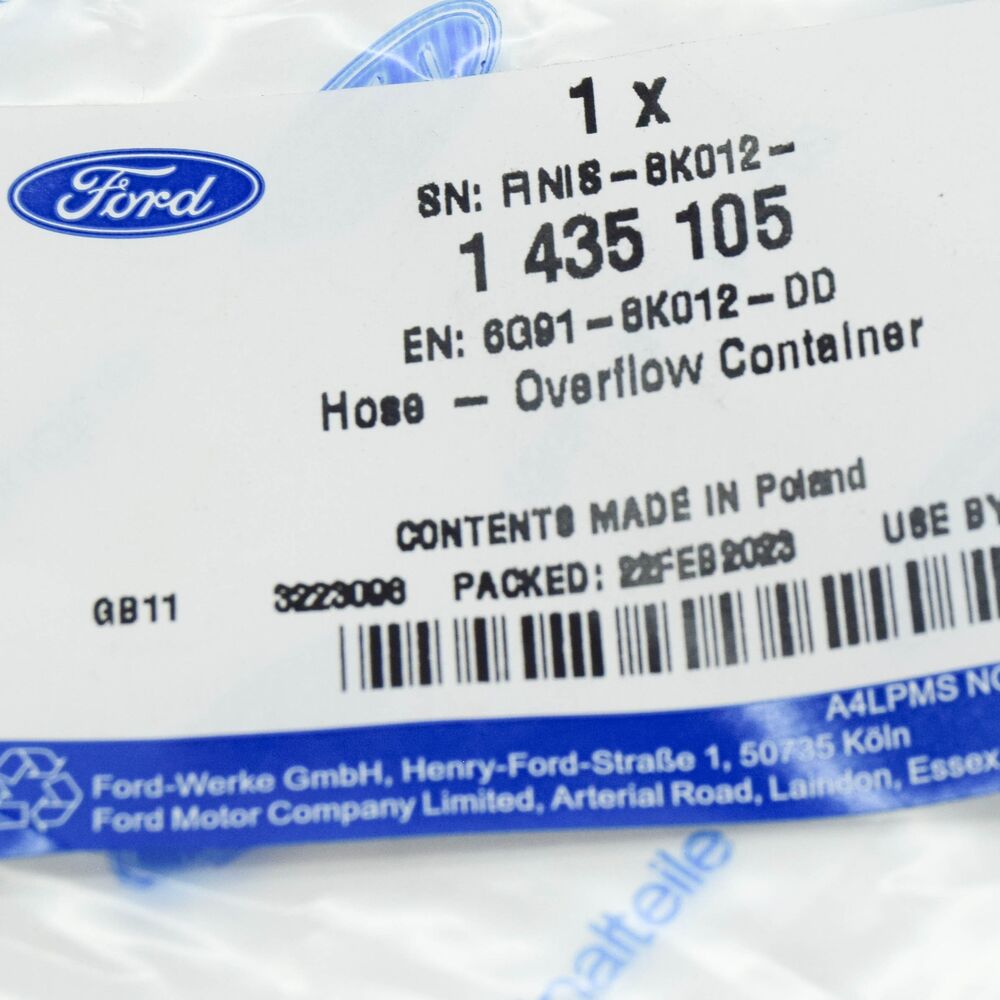 1 x
Ford
SN: FINIS-8K012-
1 435 105
EN: 6G91-8K012-DD
Hose - Overflow Container
CONTENTS MADE IN Poland
GB11 3223096 PACKED: 22FEB2023 USE BY
A4LPMS
Ford-Werke GmbH, Henry-Ford-Straße 1, 50735 Köln
Ford Motor Company Limited, Arterial Road, Laindon, Essex